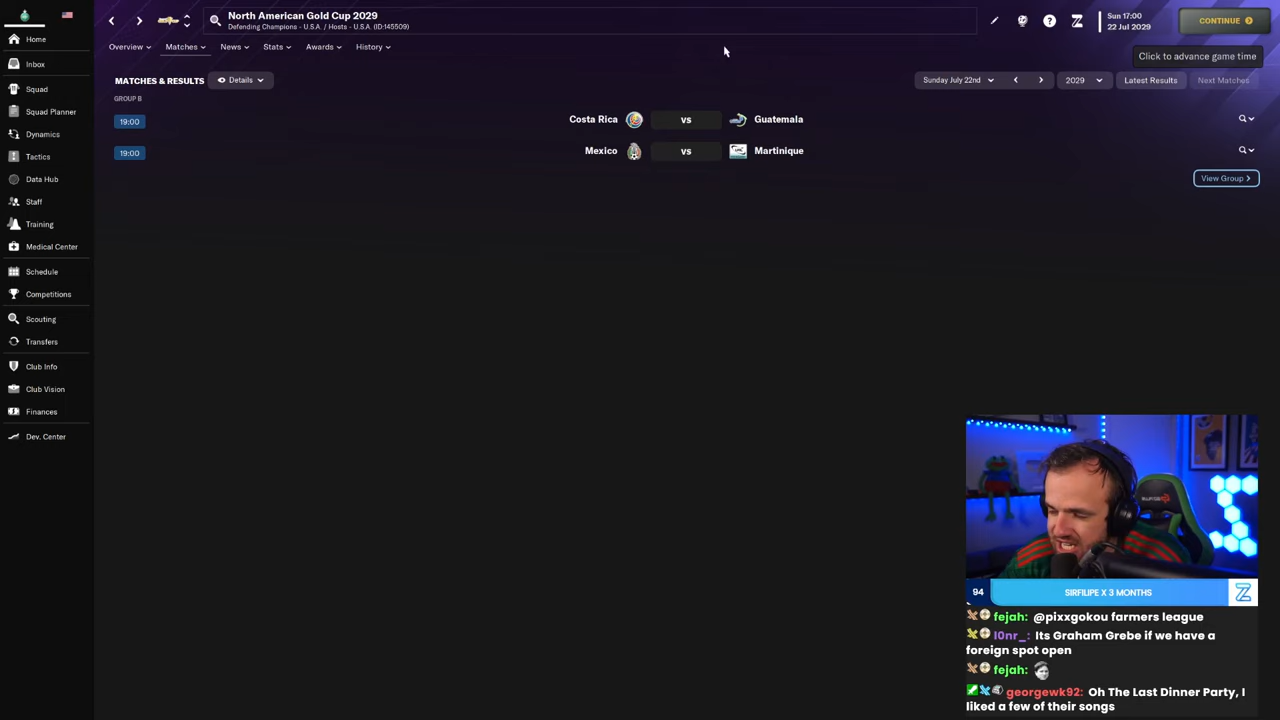 North American Gold Cup 2029
Defending Champions - U.S.A. / Hosts - U.S.A. (ID:145509)
Sun 17:00
22 Jul 2029
CONTINUE
Click to advance game time
Home
Inbox
Squad
Squad Planner
Dynamics
Tactics
Data Hub
Staff
Training
Medical Center
Schedule
Competitions
Scouting
Transfers
Club Info
Club Vision
Finances
Dev. Center
Overview
Matches
News
Stats
Awards
History
MATCHES & RESULTS
Details
Sunday July 22nd
2029
Latest Results
Next Matches
GROUP B
19:00 Costa Rica vs Guatemala
19:00 Mexico vs Martinique
View Group
94 SIRFILIPE X 3 MONTHS Z
fejah: @pixxgokou farmers league
l0nr_: Its Graham Grebe if we have a
foreign spot open
fejah:
georgewk92: Oh The Last Dinner Party, I
liked a few of their songs